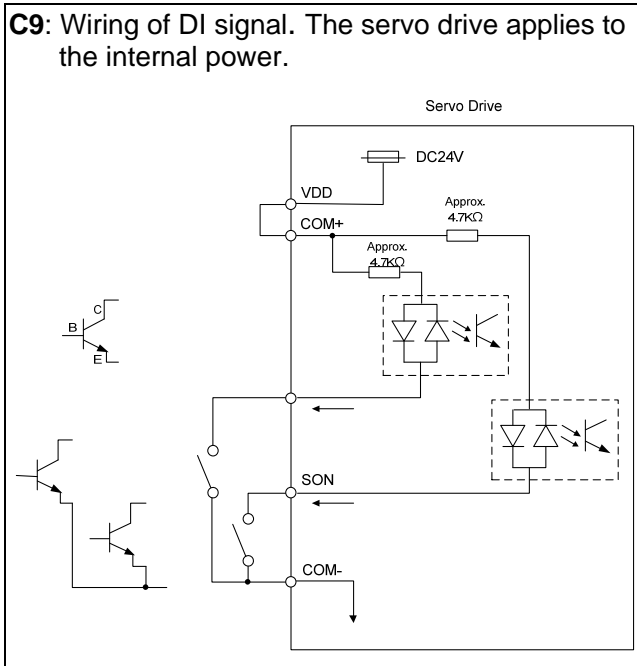 C9: Wiring of DI signal. The servo drive applies to
the internal power.
Servo Drive
DC24V
VDD
COM+
Approx.
4.7KΩ
Approx.
4.7KΩ
C
B
E
SON
COM-